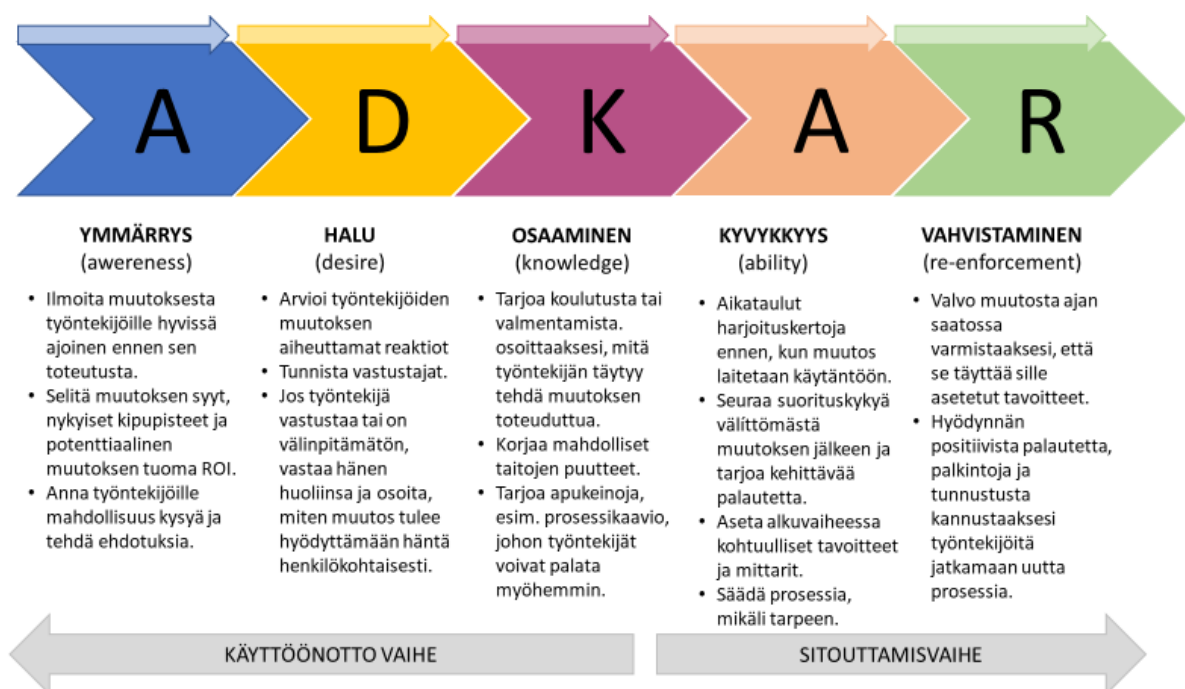 A
D
K
A
R
YMMÄRRYS
(awereness)
• Ilmoita muutoksesta
työntekijöille hyvissä
ajoinen ennen sen
toteutusta.
• Selitä muutoksen syyt,
nykyiset kipupisteet ja
potenttiaalinen
muutoksen tuoma ROI.
• Anna työntekijöille
mahdollisuus kysyä ja
tehdä ehdotuksia.
HALU
(desire)
• Arvioi työntekijöiden
muutoksen
aiheuttamat reaktiot
• Tunnista vastustajat.
• Jos työntekijä
vastustaa tai on
välinpitämätön,
vastaa hänen
huoliinsa ja osoita,
miten muutos tulee
hyödyttämään häntä
henkilökohtaisesti.
OSAAMINEN
(knowledge)
• Tarjoa koulutusta tai
valmentamista.
osoittaaksesi, mitä
työntekijän täytyy
tehdä muutoksen
toteuduttua.
• Korjaa mahdolliset
taitojen puutteet.
• Tarjoa apukeinoja,
esim. prosessikaavio,
johon työntekijät
voivat palata
myöhemmin.
KYVYKKYYS
(ability)
• Aikataulut
harjoituskertoja
ennen, kun muutos
laitetaan käytäntöön.
• Seuraa suorituskykyä
välíttömästä
muutoksen jälkeen ja
tarjoa kehittävää
palautetta.
• Aseta alkuvaiheessa
kohtuulliset tavoitteet
ja mittarit.
• Säädä prosessia,
mikäli tarpeen.
VAHVISTAMINEN
(re-enforcement)
• Valvo muutosta ajan
saatossa
varmistaaksesi, että
se täyttää sille
asetetut tavoitteet.
• Hyödynnän
positiivista palautetta,
palkintoja ja
tunnustusta
kannustaaksesi
työntekijöitä
jatkamaan uutta
prosessia.
KÄYTTÖÖNOTTO VAIHE
SITOUTTAMISVAIHE